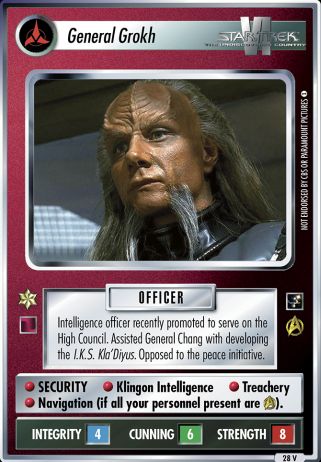 General Grokh
STAR TREK
VI
THE UNDISCOVERED COUNTRY
NOT ENDORSED BY CBS OR PARAMOUNT PICTURES
OFFICER
Intelligence officer recently promoted to serve on the
High Council. Assisted General Chang with developing
the I.K.S. Kla'Diyus. Opposed to the peace initiative.
SECURITY Klingon Intelligence Treachery
Navigation (if all your personnel present are ).
INTEGRITY 4 CUNNING 6 STRENGTH 8
28 V